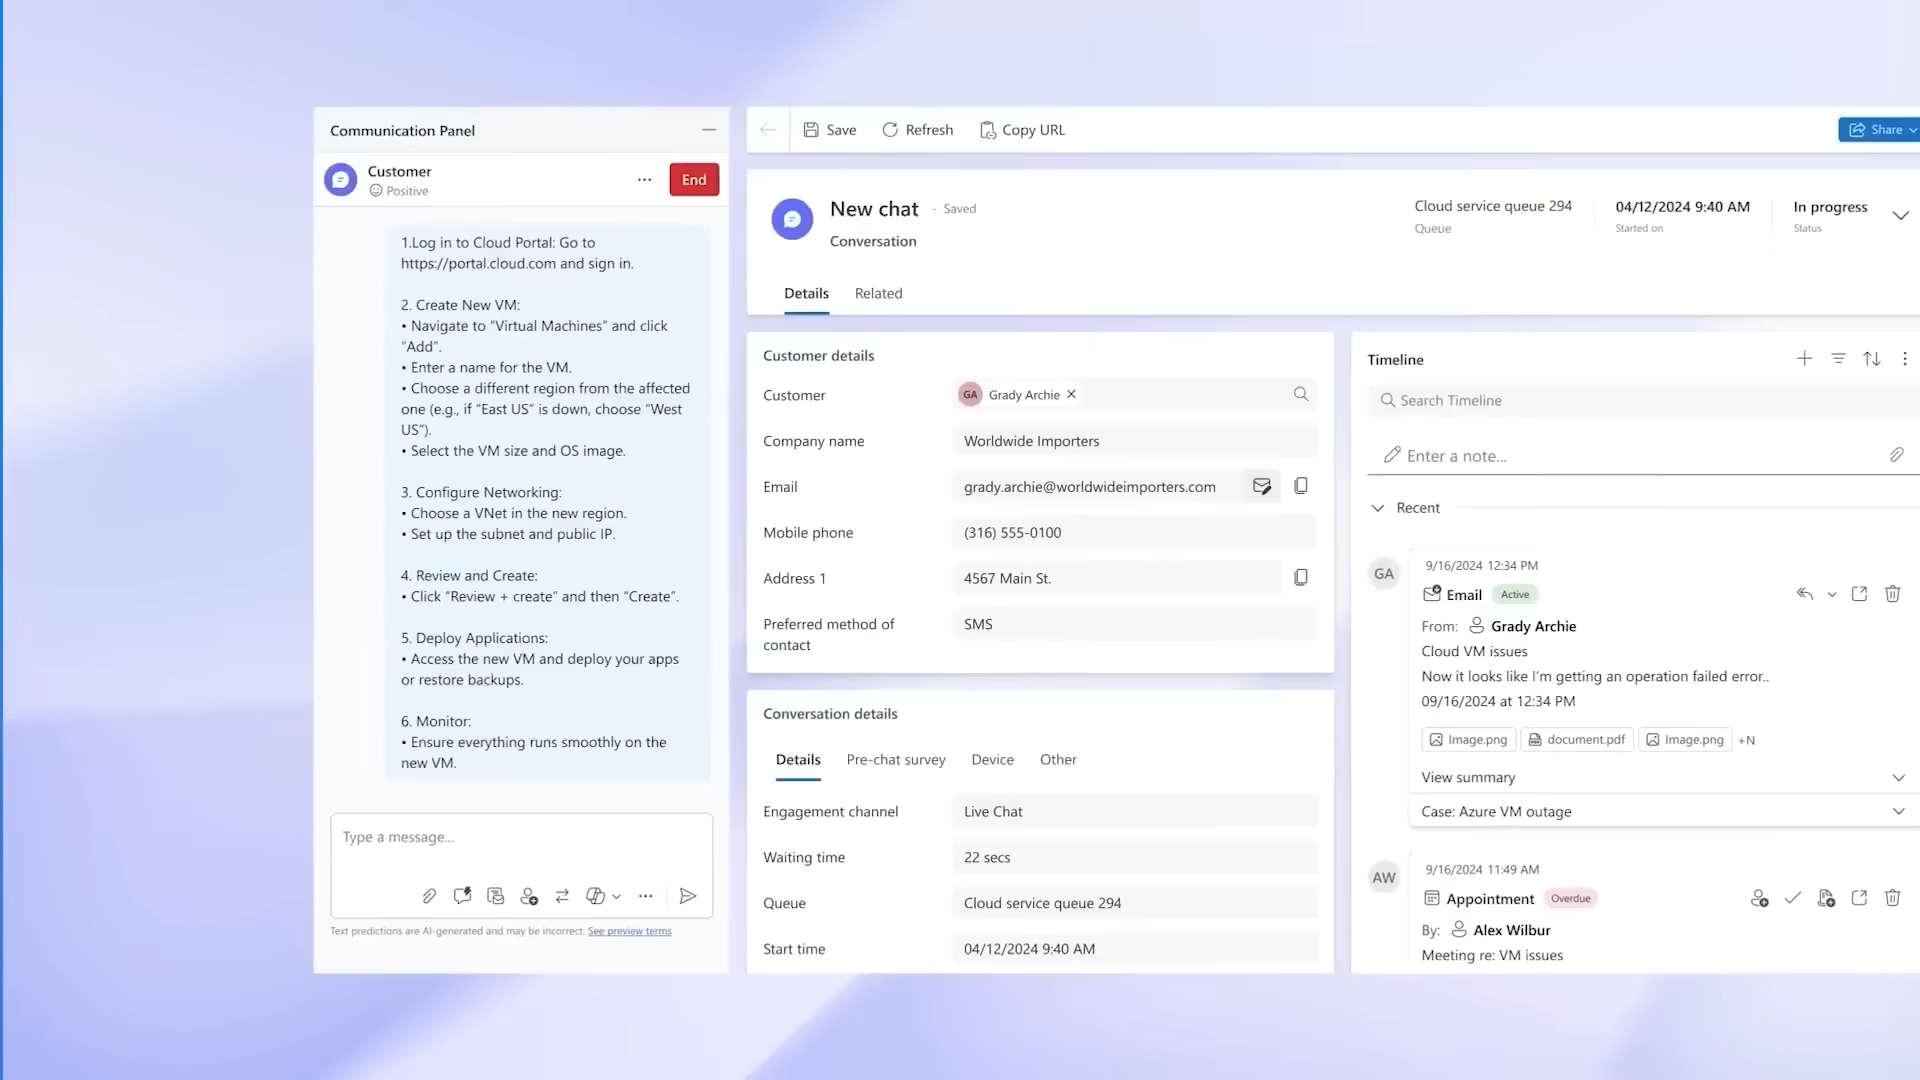 Communication Panel
Customer
Positive
End
1.Log in to Cloud Portal: Go to
https://portal.cloud.com and sign in.
2. Create New VM:
• Navigate to “Virtual Machines” and click
“Add”.
• Enter a name for the VM.
• Choose a different region from the affected
one (e.g., if “East US” is down, choose “West
US”).
• Select the VM size and OS image.
3. Configure Networking:
• Choose a VNet in the new region.
• Set up the subnet and public IP.
4. Review and Create:
• Click “Review + create” and then “Create”.
5. Deploy Applications:
• Access the new VM and deploy your apps
or restore backups.
6. Monitor:
• Ensure everything runs smoothly on the
new VM.
Type a message...
Text predictions are AI-generated and may be incorrect. See preview terms
Save
Refresh
Copy URL
Share
New chat - Saved
Conversation
Cloud service queue 294
Queue
04/12/2024 9:40 AM
Started on
In progress
Status
Details
Related
Customer details
Customer
GA Grady Archie
Company name
Worldwide Importers
Email
grady.archie@worldwideimporters.com
Mobile phone
(316) 555-0100
Address 1
4567 Main St.
Preferred method of
contact
SMS
Conversation details
Details
Pre-chat survey
Device
Other
Engagement channel
Live Chat
Waiting time
22 secs
Queue
Cloud service queue 294
Start time
04/12/2024 9:40 AM
Timeline
Search Timeline
Enter a note...
Recent
GA
9/16/2024 12:34 PM
Email Active
From: Grady Archie
Cloud VM issues
Now it looks like I’m getting an operation failed error..
09/16/2024 at 12:34 PM
Image.png
document.pdf
Image.png
+N
View summary
Case: Azure VM outage
AW
9/16/2024 11:49 AM
Appointment Overdue
By: Alex Wilbur
Meeting re: VM issues